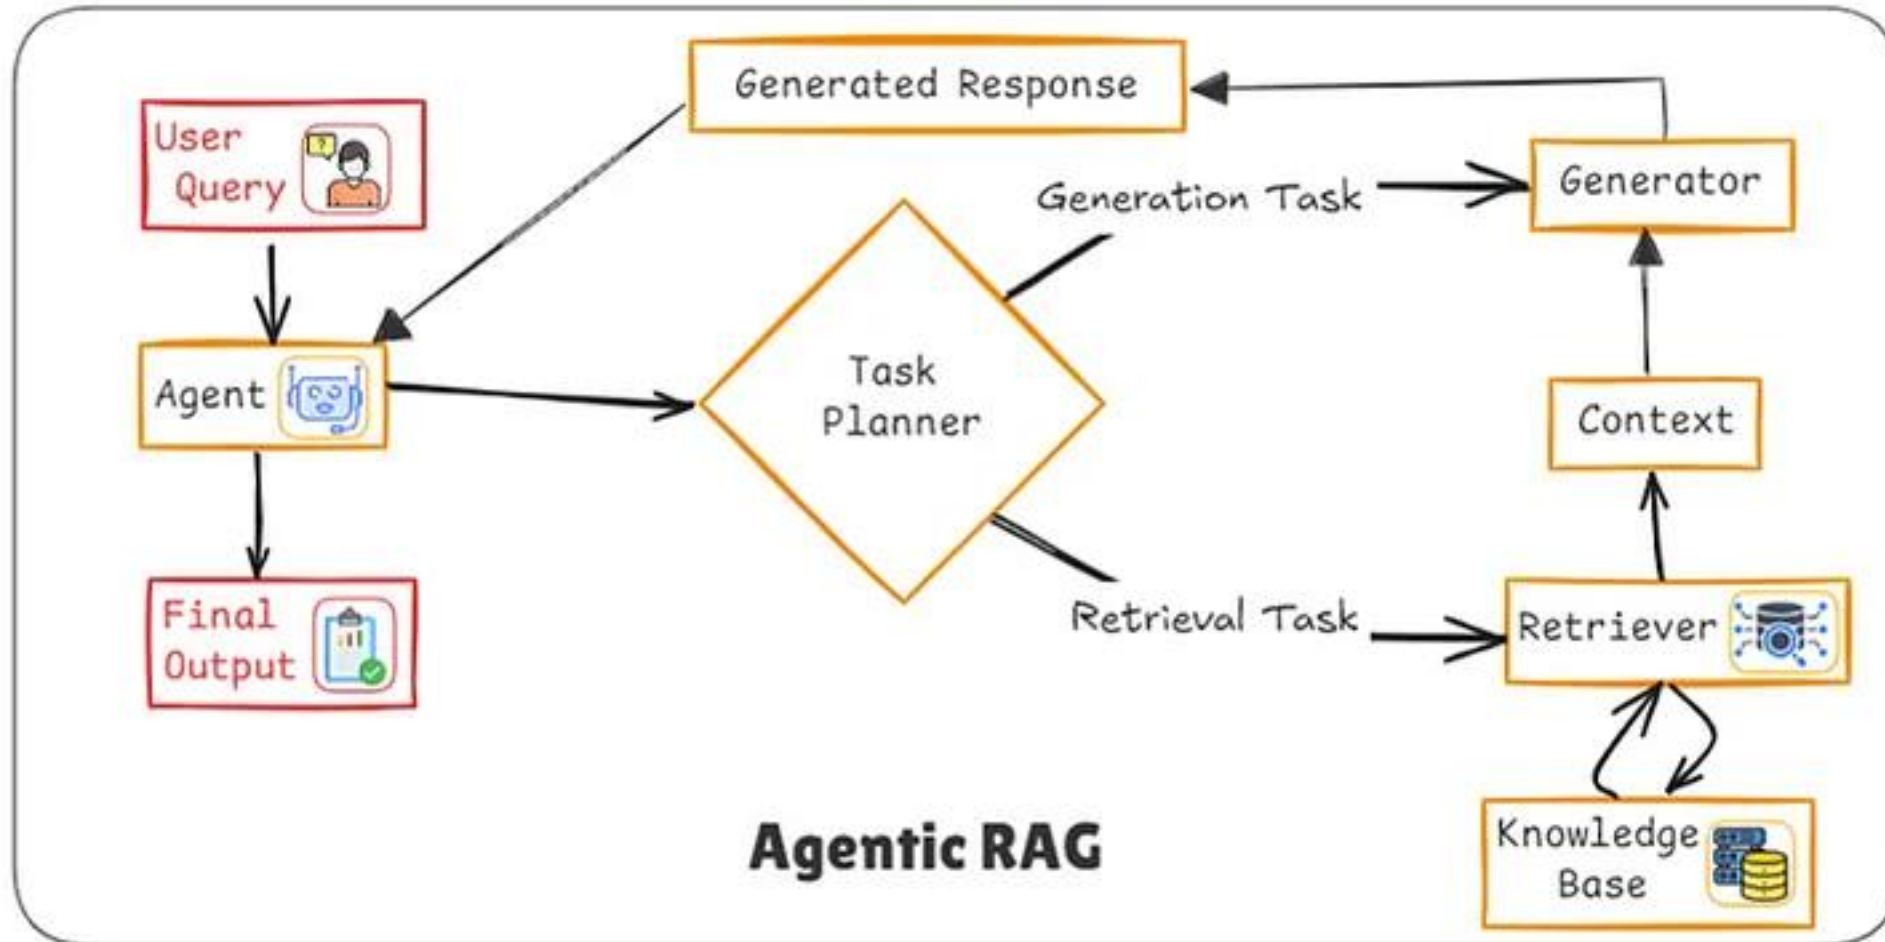 Generated Response
User
Query
Generation Task
Generator
Agent
Task
Planner
Context
Final
Output
Retrieval Task
Retriever
Agentic RAG
Knowledge
Base
?